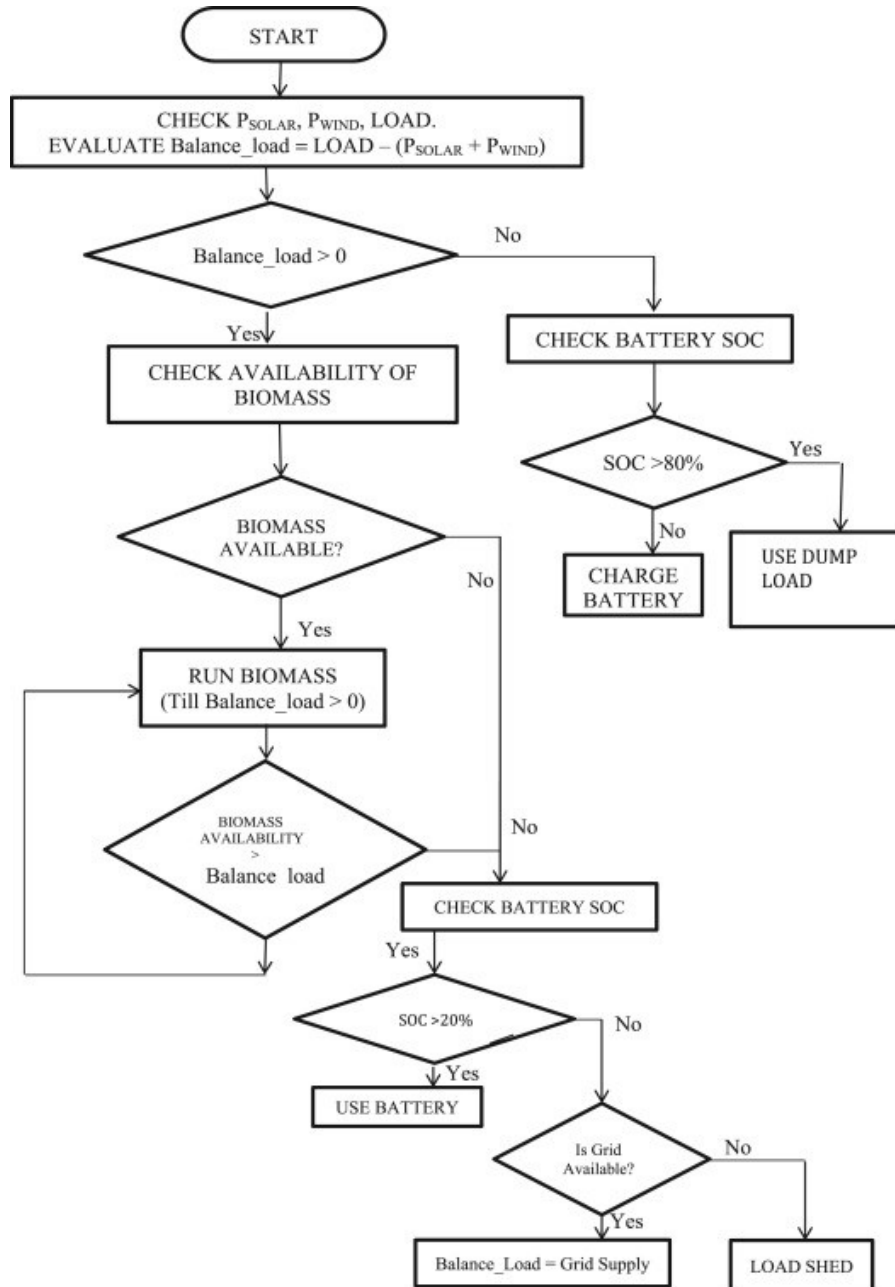 START
CHECK PSOLAR, PWIND, LOAD.
EVALUATE Balance_load = LOAD – (PSOLAR + PWIND)
Balance_load > 0
No
Yes
CHECK BATTERY SOC
CHECK AVAILABILITY OF
BIOMASS
SOC >80%
Yes
No
BIOMASS
AVAILABLE?
USE DUMP
LOAD
CHARGE
BATTERY
No
Yes
RUN BIOMASS
(Till Balance_load > 0)
BIOMASS
AVAILABILITY
>
Balance load
No
CHECK BATTERY SOC
Yes
SOC >20%
No
Yes
USE BATTERY
Is Grid
Available?
No
Yes
Balance_Load = Grid Supply
LOAD SHED